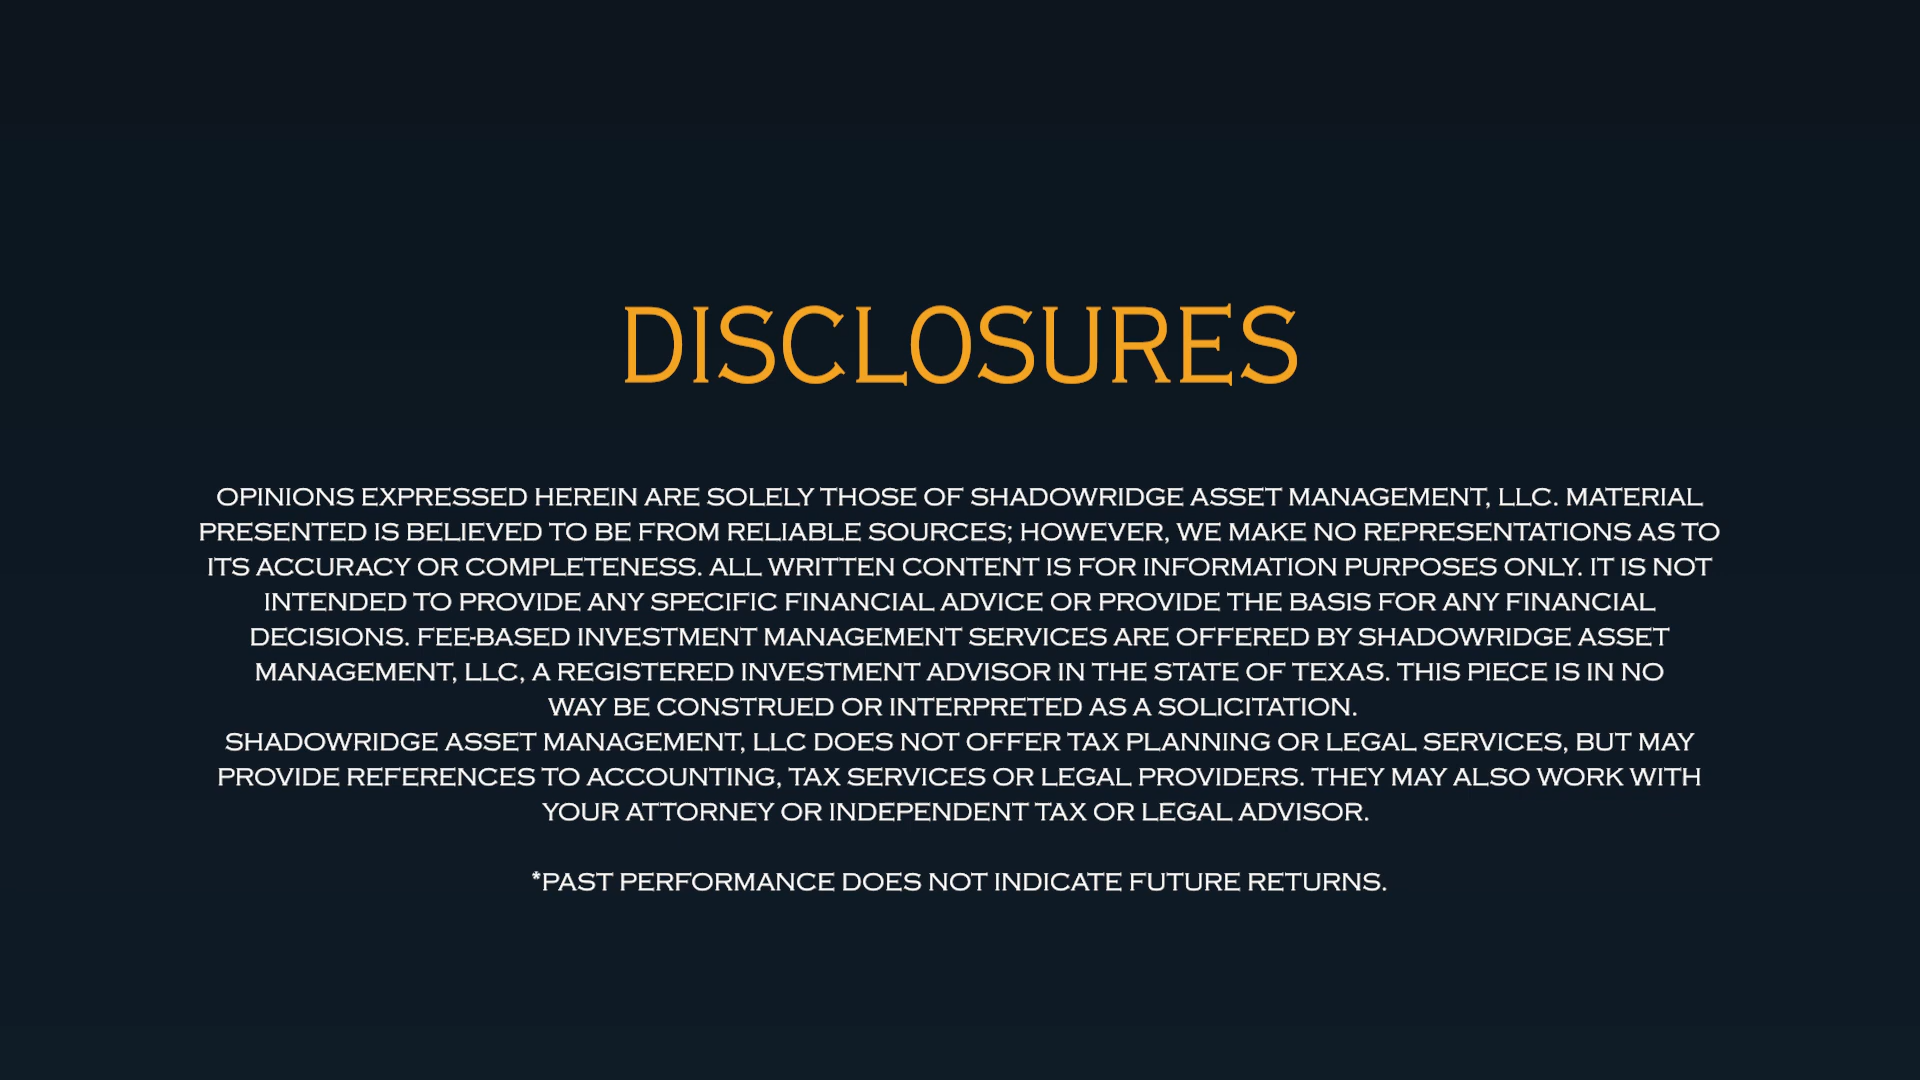 DISCLOSURES
OPINIONS EXPRESSED HEREIN ARE SOLELY THOSE OF SHADOWRIDGE ASSET MANAGEMENT, LLC. MATERIAL
PRESENTED IS BELIEVED TO BE FROM RELIABLE SOURCES; HOWEVER, WE MAKE NO REPRESENTATIONS AS TO
ITS ACCURACY OR COMPLETENESS. ALL WRITTEN CONTENT IS FOR INFORMATION PURPOSES ONLY. IT IS NOT
INTENDED TO PROVIDE ANY SPECIFIC FINANCIAL ADVICE OR PROVIDE THE BASIS FOR ANY FINANCIAL
DECISIONS. FEE-BASED INVESTMENT MANAGEMENT SERVICES ARE OFFERED BY SHADOWRIDGE ASSET
MANAGEMENT, LLC, A REGISTERED INVESTMENT ADVISOR IN THE STATE OF TEXAS. THIS PIECE IS IN NO
WAY BE CONSTRUED OR INTERPRETED AS A SOLICITATION.
SHADOWRIDGE ASSET MANAGEMENT, LLC DOES NOT OFFER TAX PLANNING OR LEGAL SERVICES, BUT MAY
PROVIDE REFERENCES TO ACCOUNTING, TAX SERVICES OR LEGAL PROVIDERS. THEY MAY ALSO WORK WITH
YOUR ATTORNEY OR INDEPENDENT TAX OR LEGAL ADVISOR.
*PAST PERFORMANCE DOES NOT INDICATE FUTURE RETURNS.